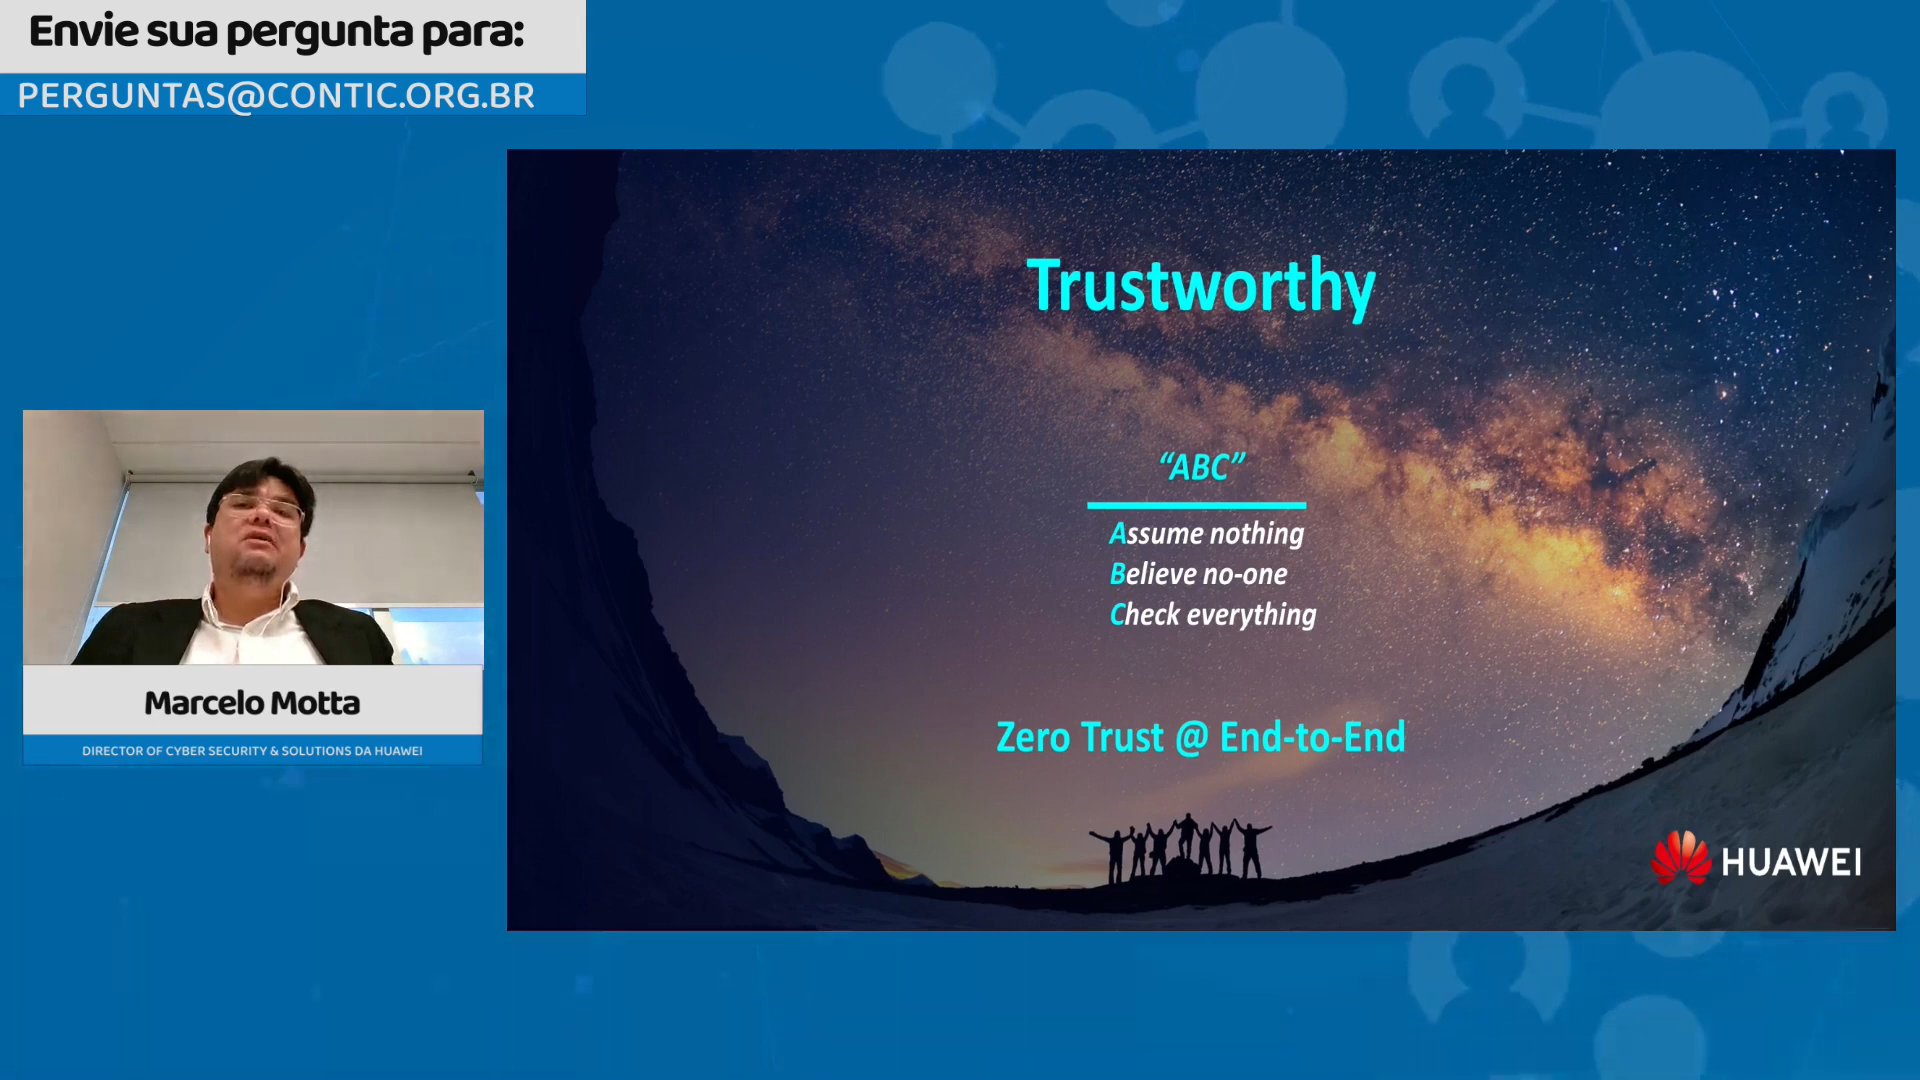 Envie sua pergunta para:
PERGUNTAS@CONTIC.ORG.BR
Trustworthy
“ABC”
Assume nothing
Believe no-one
Check everything
Zero Trust @ End-to-End
HUAWEI
Marcelo Motta
DIRECTOR OF CYBER SECURITY & SOLUTIONS DA HUAWEI